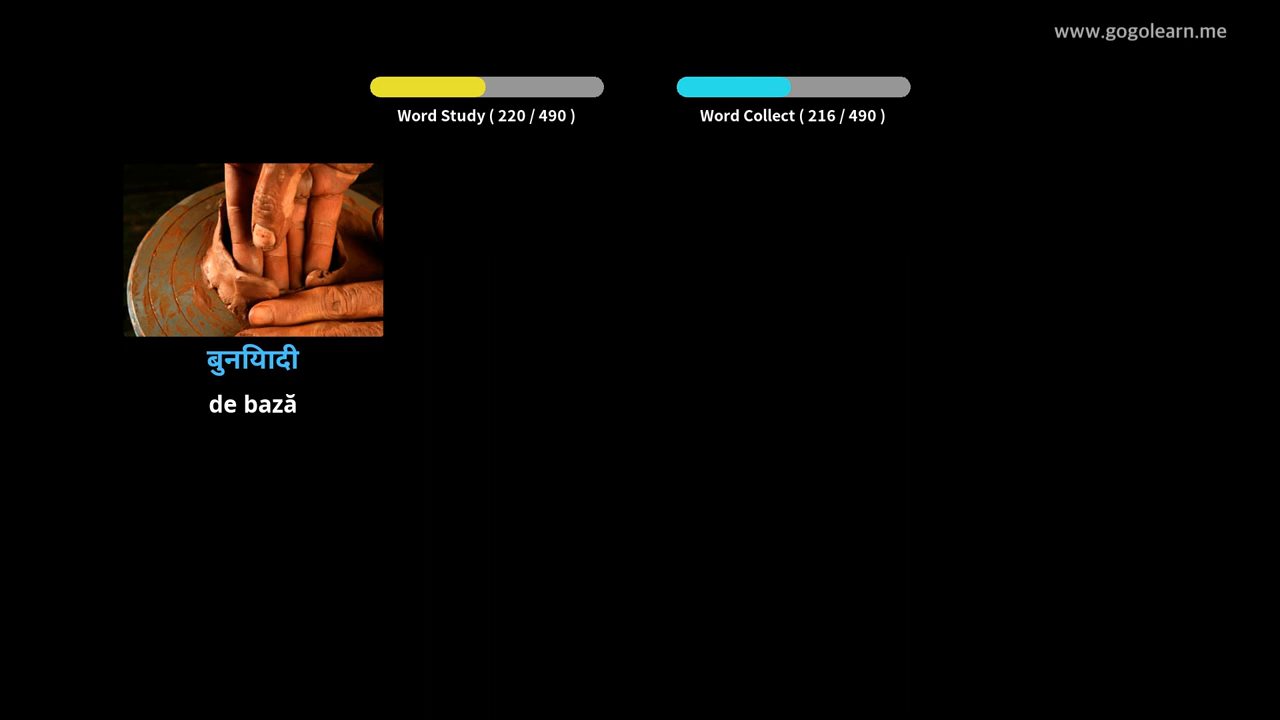 www.gogolearn.me
Word Study ( 220 / 490 )
Word Collect ( 216 / 490 )
बुनियादी
de bază